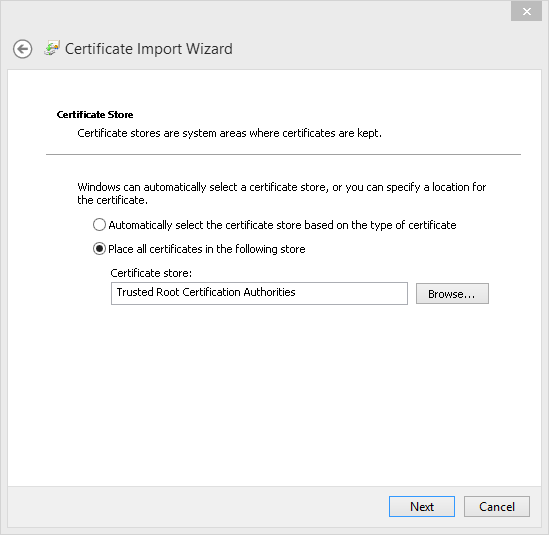 Certificate Import Wizard
Certificate Store
Certificate stores are system areas where certificates are kept.
Windows can automatically select a certificate store, or you can specify a location for
the certificate.
Automatically select the certificate store based on the type of certificate
Place all certificates in the following store
Certificate store:
Trusted Root Certification Authorities
Browse...
Next
Cancel